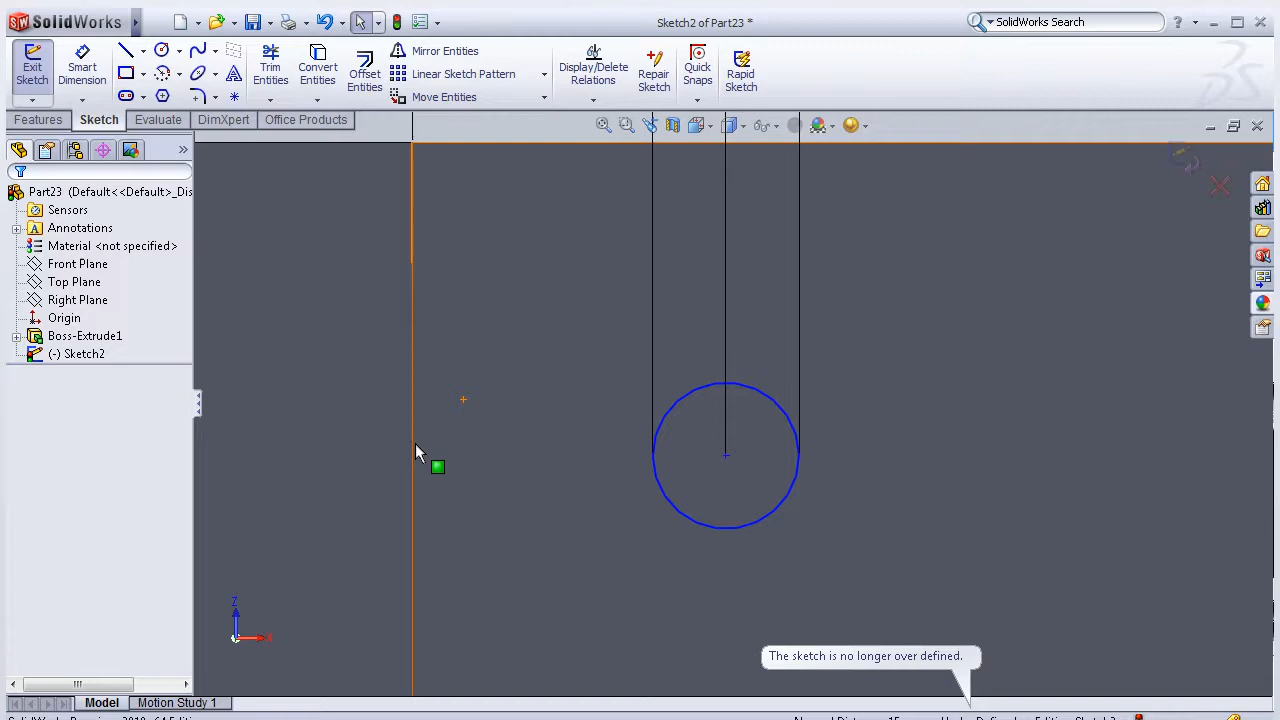 SolidWorks
Sketch2 of Part23 *
SolidWorks Search
Exit Sketch
Smart Dimension
Trim Entities
Convert Entities
Offset Entities
Mirror Entities
Linear Sketch Pattern
Move Entities
Display/Delete Relations
Repair Sketch
Quick Snaps
Rapid Sketch
Features
Sketch
Evaluate
DimXpert
Office Products
Part23 (Default<<Default>_Dis
Sensors
Annotations
Material <not specified>
Front Plane
Top Plane
Right Plane
Origin
Boss-Extrude1
(-) Sketch2
Z
X
The sketch is no longer over defined.
Model
Motion Study 1